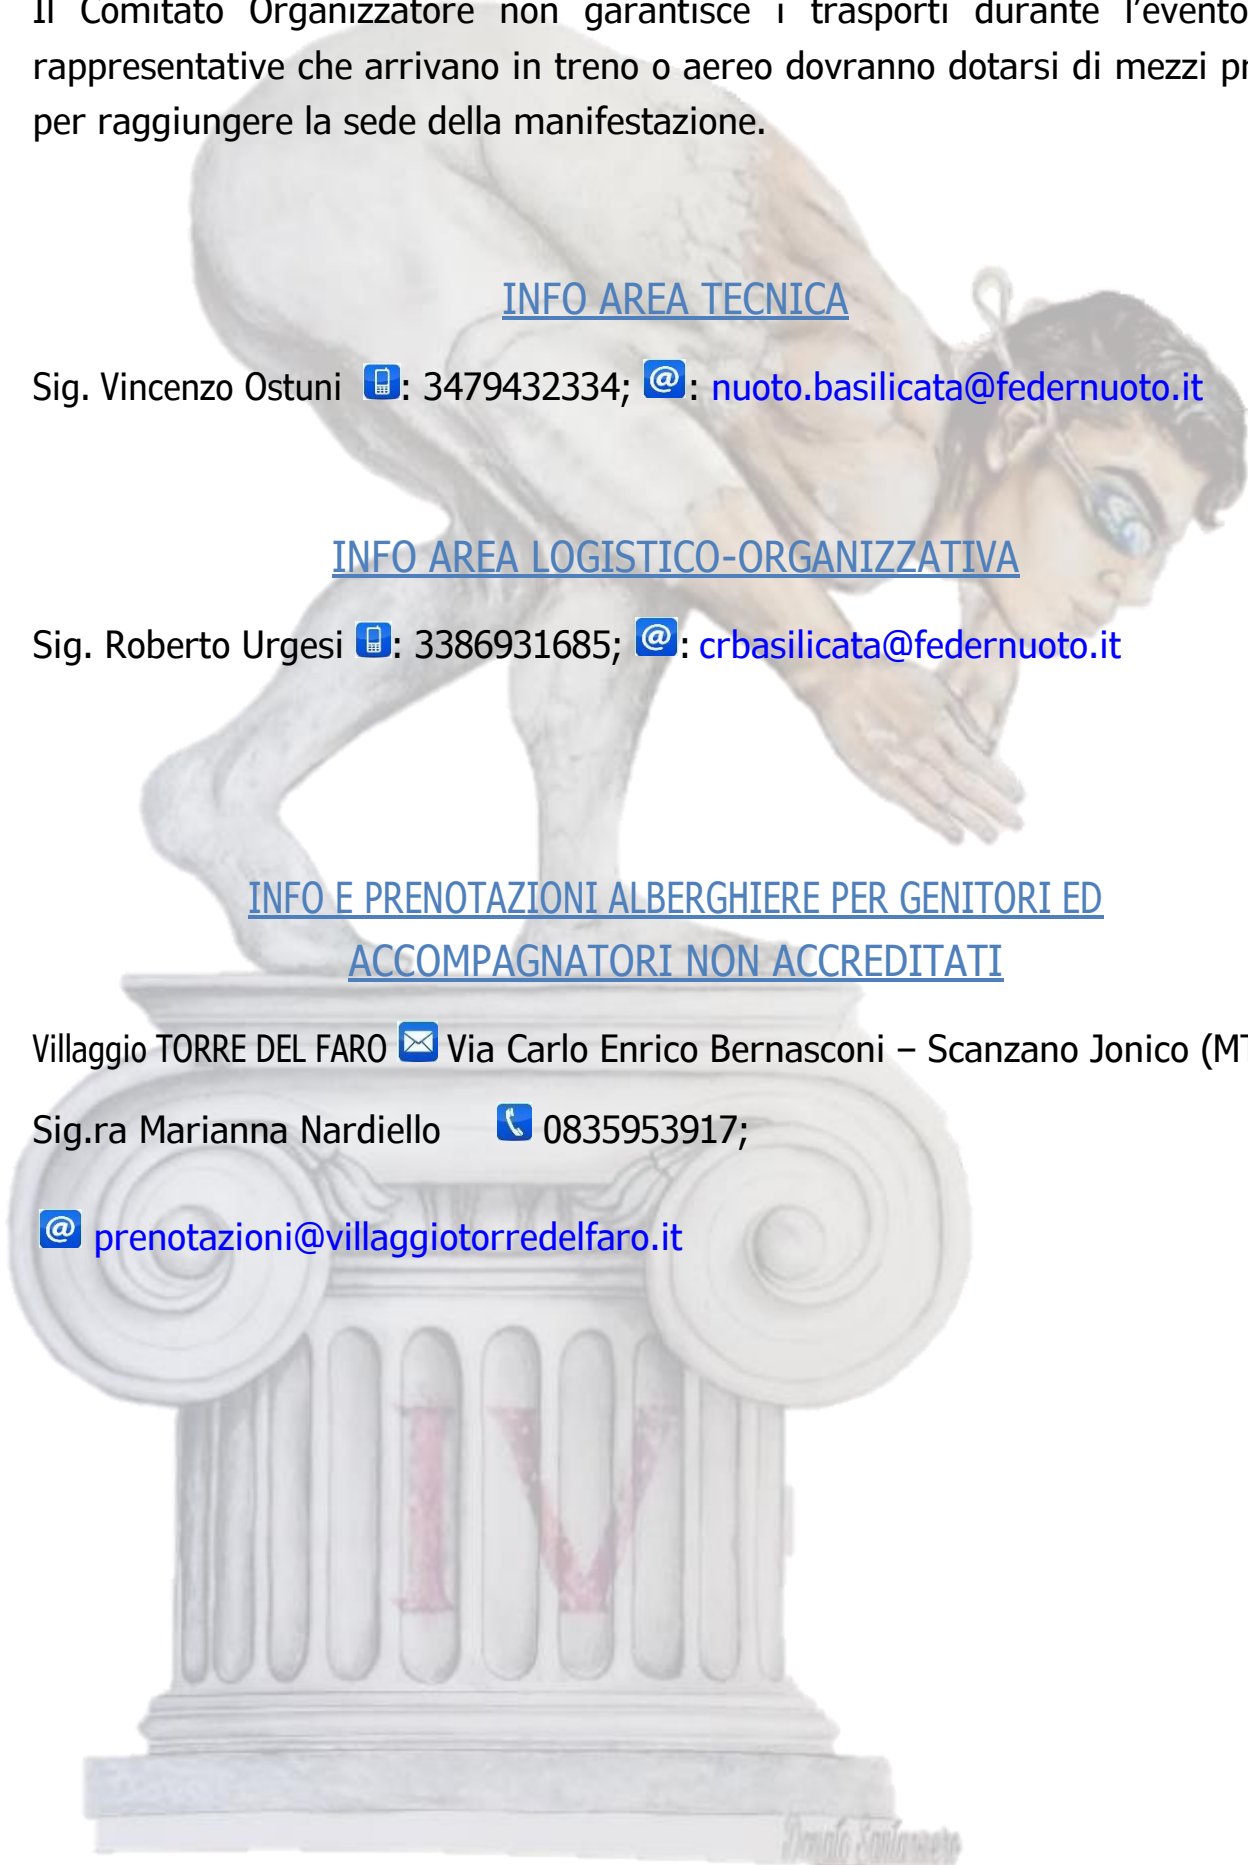 Il Comitato Organizzatore non garantisce i trasporti durante l'evento
rappresentative che arrivano in treno o aereo dovranno dotarsi di mezzi
per raggiungere la sede della manifestazione.
INFO AREA TECNICA
Sig. Vincenzo Ostuni : 3479432334; @: nuoto.basilicata@federnuoto.it
INFO AREA LOGISTICO-ORGANIZZATIVA
Sig. Roberto Urgesi : 3386931685; @: crbasilicata@federnuoto.it
INFO E PRENOTAZIONI ALBERGHIERE PER GENITORI ED
ACCOMPAGNATORI NON ACCREDITATI
Villaggio TORRE DEL FARO Via Carlo Enrico Bernasconi – Scanzano Jonico (MT
Sig.ra Marianna Nardiello 0835953917;
@ prenotazioni@villaggiotorredelfaro.it
IV